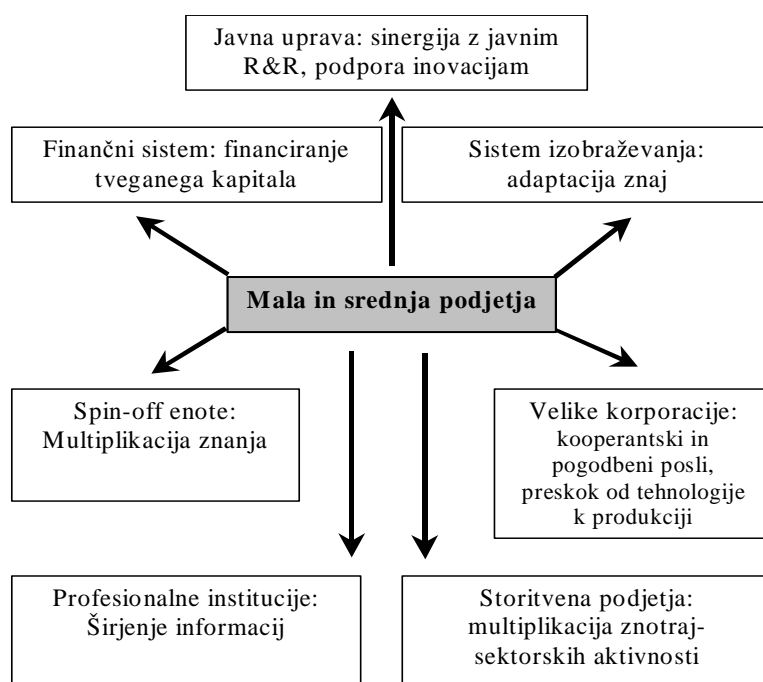 Javna uprava: sinergija z javnim
R&R, podpora inovacijam
Finančni sistem: financiranje
tveganega kapitala
Sistem izobraževanja:
adaptacija znaj
Mala in srednja podjetja
Spin-off enote:
Multiplikacija znanja
Velike korporacije:
kooperantski in
pogodbeni posli,
preskok od tehnologije
k produkciji
Profesionalne institucije:
Širjenje informacij
Storitvena podjetja:
multiplikacija znotraj-
sektorskih aktivnosti